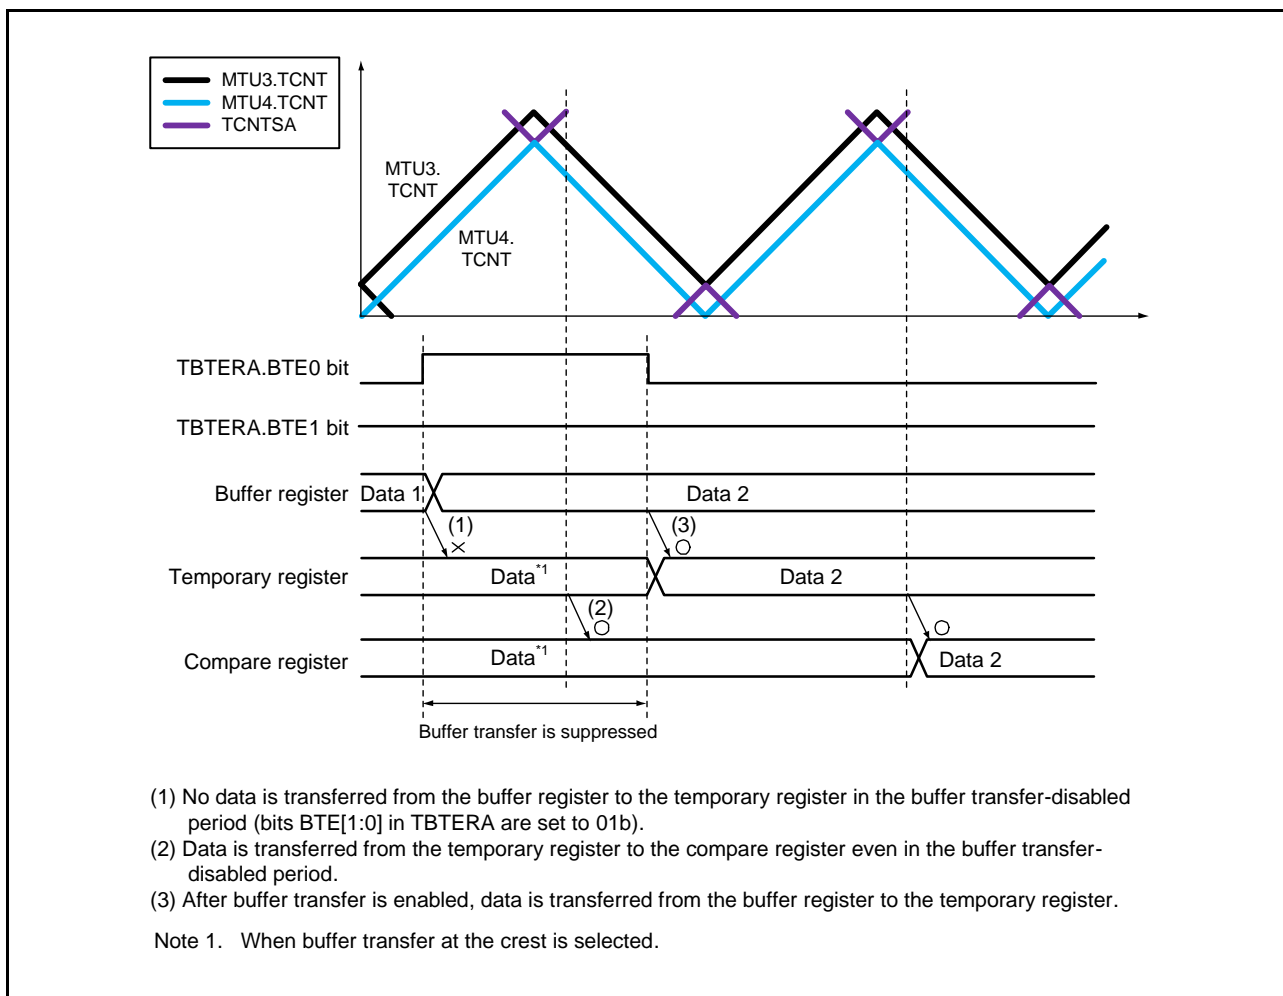 MTU3.TCNT
MTU4.TCNT
TCNTSA
MTU3.
TCNT
MTU4.
TCNT
TBTERA.BTE0 bit
TBTERA.BTE1 bit
Buffer register
Data 1
Data 2
(1)
(3)
Temporary register
Data*1
Data 2
(2)
Compare register
Data*1
Data 2
Buffer transfer is suppressed
(1) No data is transferred from the buffer register to the temporary register in the buffer transfer-disabled
period (bits BTE[1:0] in TBTERA are set to 01b).
(2) Data is transferred from the temporary register to the compare register even in the buffer transfer-
disabled period.
(3) After buffer transfer is enabled, data is transferred from the buffer register to the temporary register.
Note 1. When buffer transfer at the crest is selected.